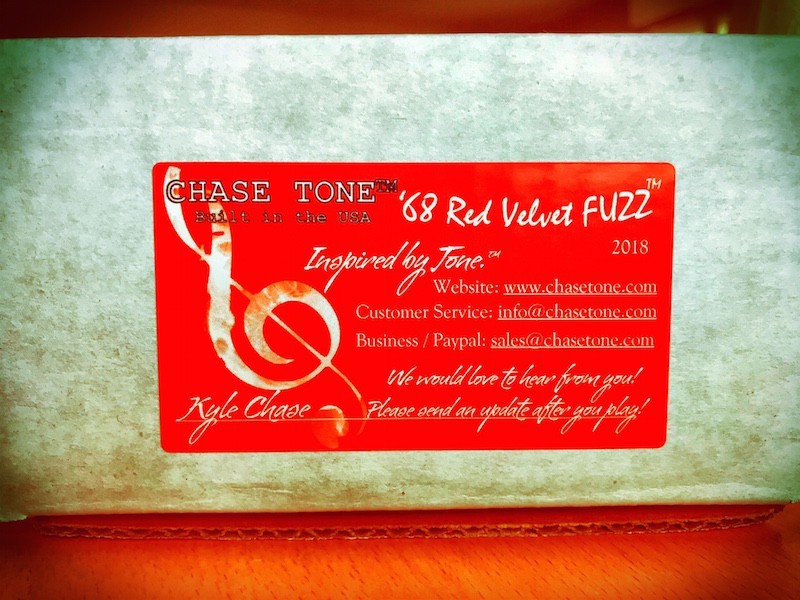 CHASE TONE™
Built in the USA
'68 Red Velvet FUZZ™
2018
Inspired by Tone.™
Website: www.chasetone.com
Customer Service: info@chasetone.com
Business / Paypal: sales@chasetone.com
We would love to hear from you!
Kyle Chase
Please send an update after you play!